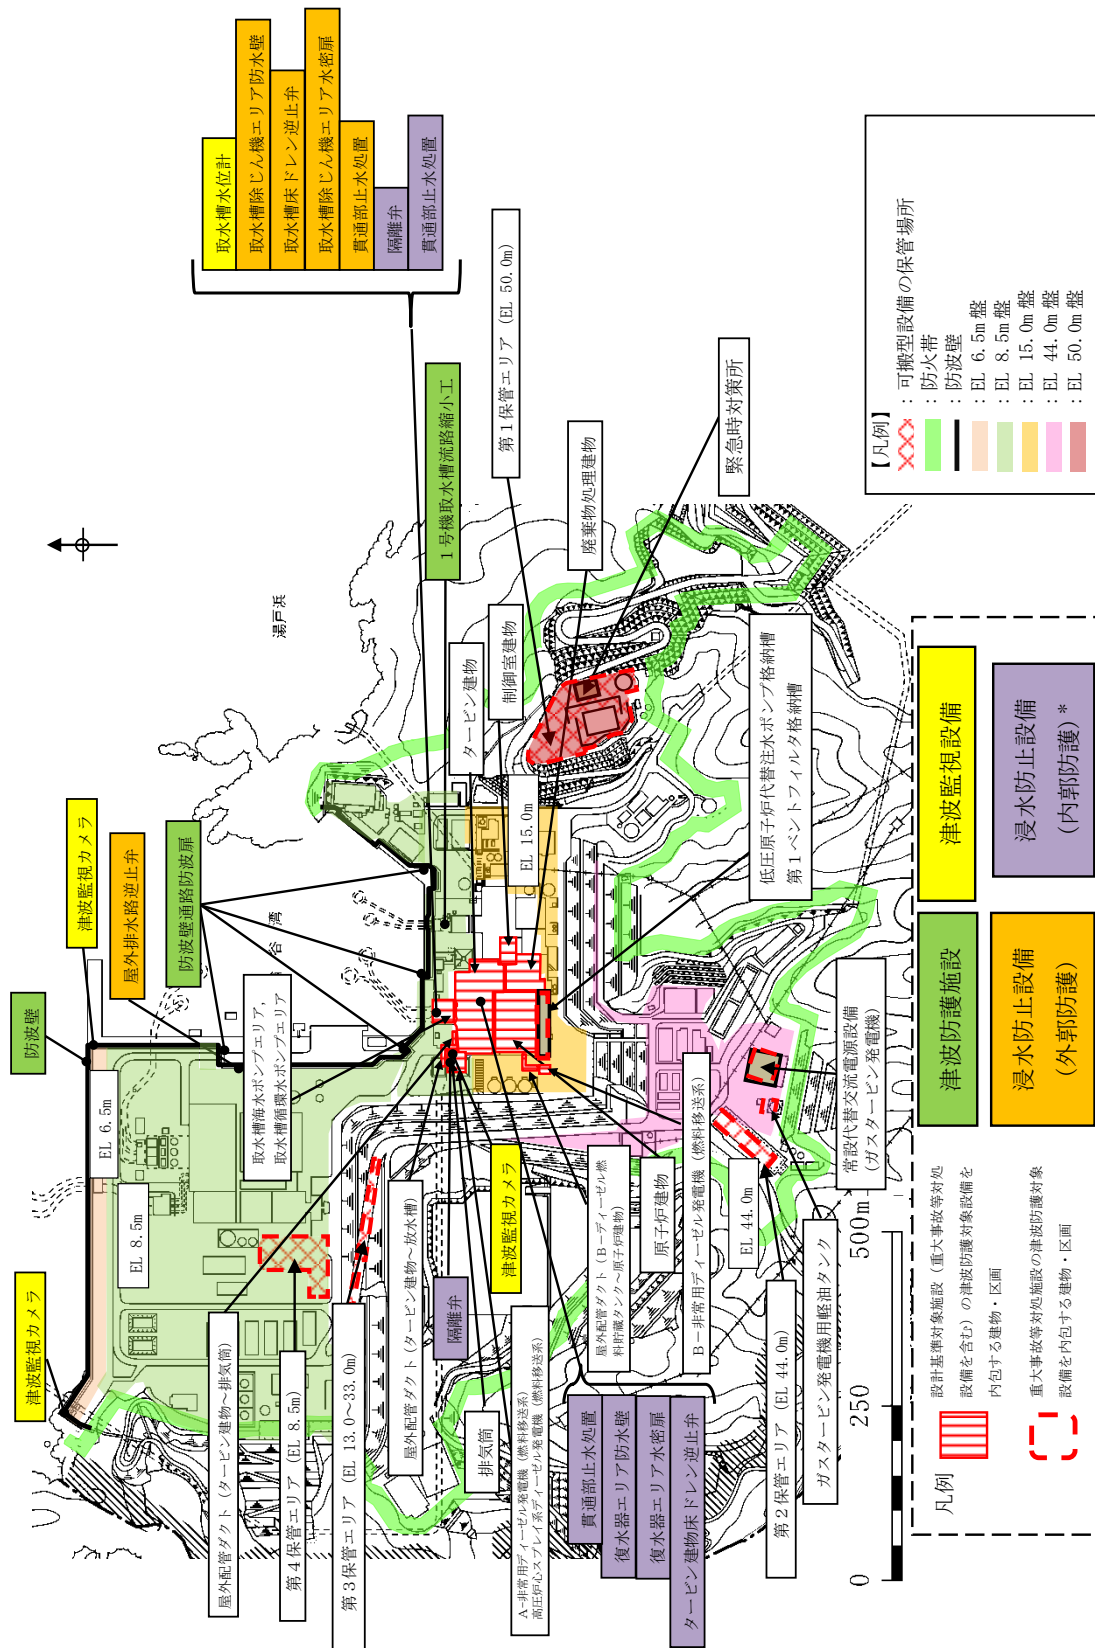 津波監視カメラ
防波壁
津波監視カメラ
屋外排水路逆止弁
防波壁通路防波扉
取水槽水位計
取水槽除じん機エリア防水壁
取水槽床ドレン逆止弁
取水槽除じん機エリア水密扉
貫通部止水処置
隔離弁
貫通部止水処置
1号機取水槽流路縮小工
第1保管エリア (EL 50.0m)
廃棄物処理建物
緊急時対策所
湯戸浜
谷
湾
EL 6.5m
EL 8.5m
取水槽海水ポンプエリア,
取水槽循環水ポンプエリア
タービン建物
制御室建物
EL 15.0m
低圧原子炉代替注水ポンプ格納槽
第1ベントフィルタ格納槽
屋外配管ダクト (タービン建物~排気筒)
第4保管エリア (EL 8.5m)
第3保管エリア (EL 13.0~33.0m)
屋外配管ダクト (タービン建物~放水槽)
隔離弁
津波監視カメラ
排気筒
A-非常用ディーゼル発電機 (燃料移送系)
高圧炉心スプレイ系ディーゼル発電機 (燃料移送系)
貫通部止水処置
復水器エリア防水壁
復水器エリア水密扉
タービン建物床ドレン逆止弁
屋外配管ダクト (B-ディーゼル燃
料貯蔵タンク~原子炉建物)
原子炉建物
B-非常用ディーゼル発電機 (燃料移送系)
EL 44.0m
第2保管エリア (EL 44.0m)
ガスタービン発電機用軽油タンク
常設代替交流電源設備
(ガスタービン発電機)
【凡例】
:可搬型設備の保管場所
:防火帯
:防波壁
:EL 6.5m盤
:EL 8.5m盤
:EL 15.0m盤
:EL 44.0m盤
:EL 50.0m盤
0
250
500m
凡例
設計基準対象施設 (重大事故等対処
設備を含む) の津波防護対象設備を
内包する建物・区画
重大事故等対処施設の津波防護対象
設備を内包する建物・区画
津波防護施設
津波監視設備
浸水防止設備
(外郭防護)
浸水防止設備
(内郭防護)*